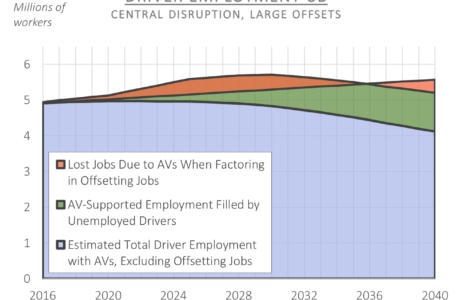 DRIVER EMPLOYMENT
CENTRAL DISRUPTION, LARGE OFFSETS
Millions of
workers
6
5
4
3
2
1
0
Lost Jobs Due to AVs When Factoring
in Offsetting Jobs
AV-Supported Employment Filled by
Unemployed Drivers
Estimated Total Driver Employment
with AVs, Excluding Offsetting Jobs
2016 2020 2024 2028 2032 2036 2040